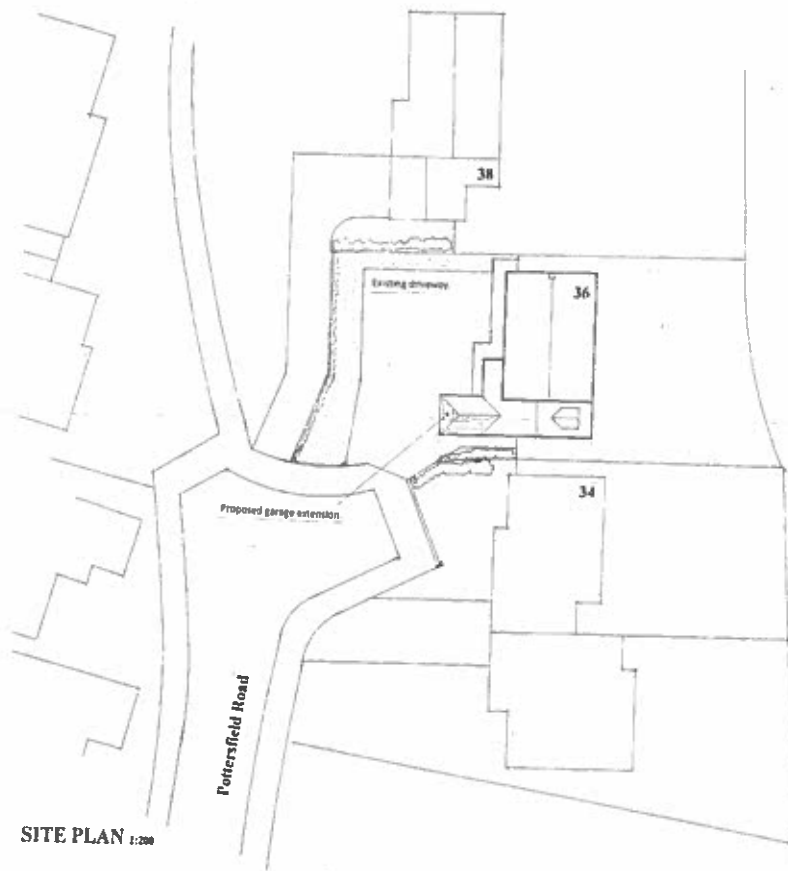 38
Existing driveway
36
34
Proposed garage extension
Pottersfield Road
SITE PLAN 1:200